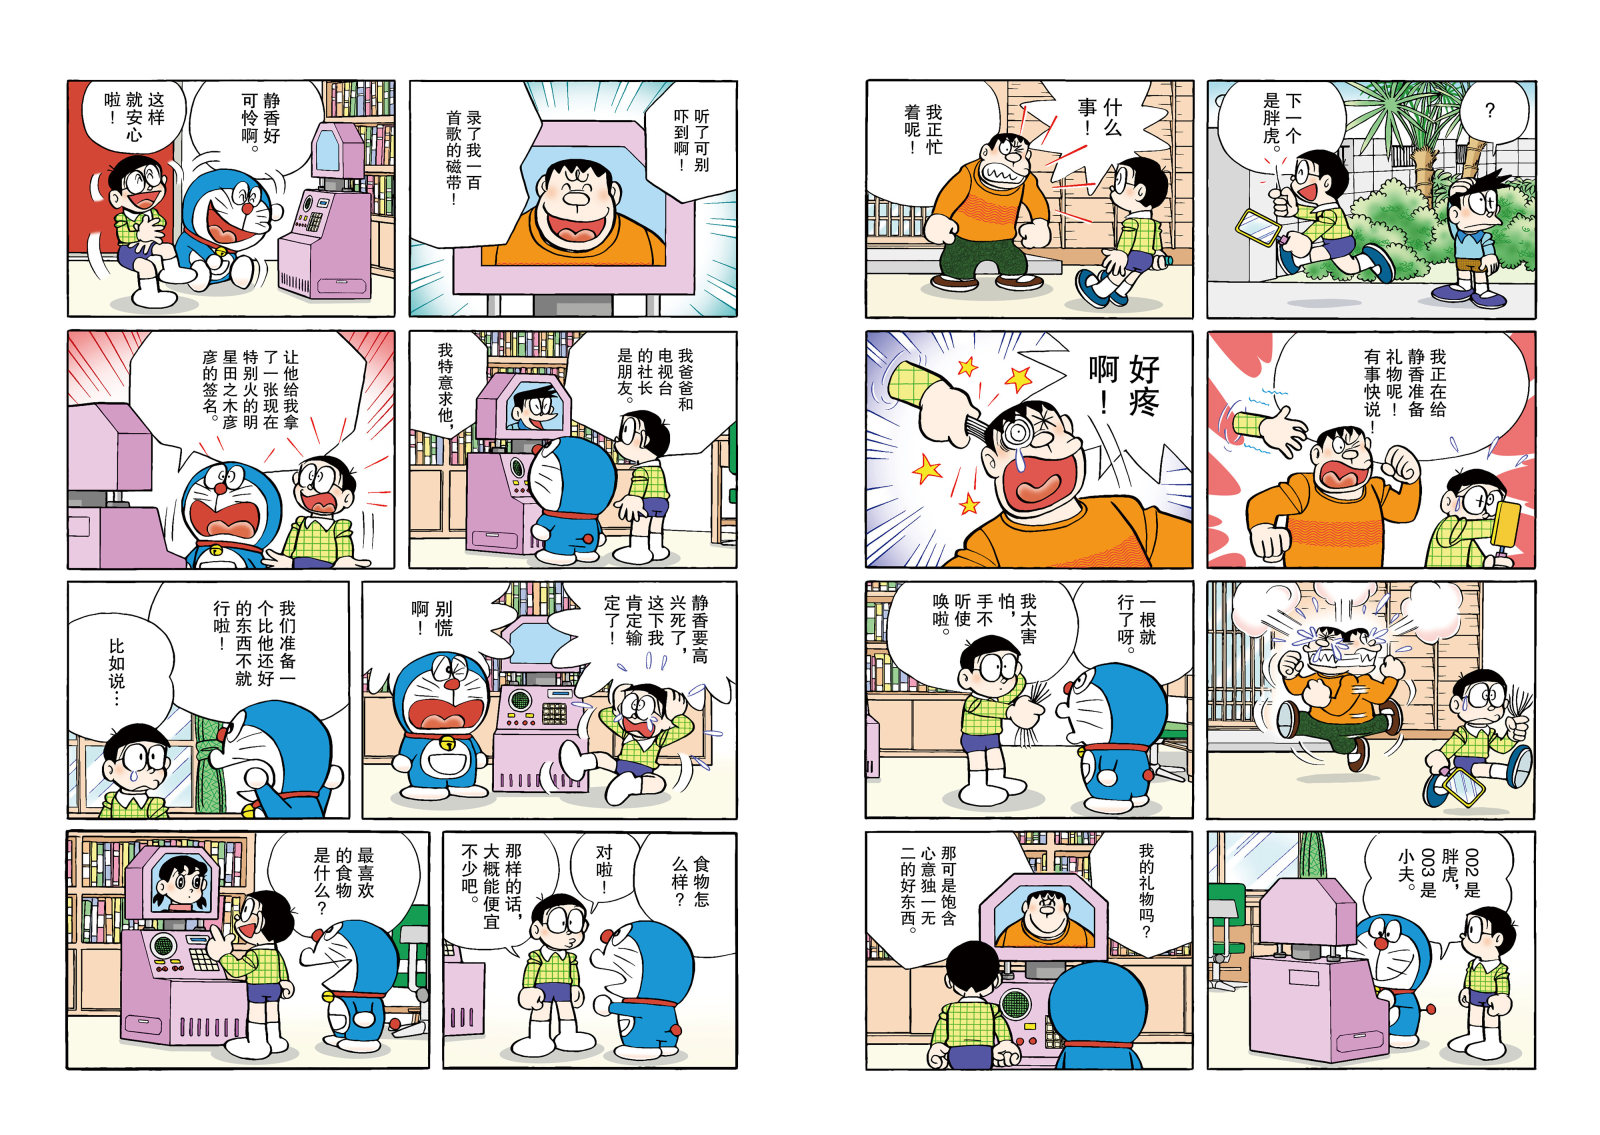 ?
下一个
是胖虎。
什么
事！
我正忙
着呢！
我正在给
静香准备
礼物呢！
有事快说！
好疼
啊！
一根就
行了呀。
我太害
怕，
手不
听使
唤啦。
002是
胖虎，
003是
小夫。
我的礼物吗？
那可是饱含
心意独一无
二的好东西。
听了可别
吓到啊！
录了我一百
首歌的磁带！
静香好
可怜啊。
这样
就安心
啦！
我爸爸和
电视台
的社长
是朋友。
我特意求他，
让他给我拿
了一张现在
特别火的明
星田之木彦
彦的签名。
静香要高
兴死了，
这下我
肯定输
定了！
别慌
啊！
我们准备一
个比他还好
的东西不就
行啦！
比如说…
食物怎
么样？
对啦！
那样的话，
大概能便宜
不少吧。
最喜欢
的食物
是什么？